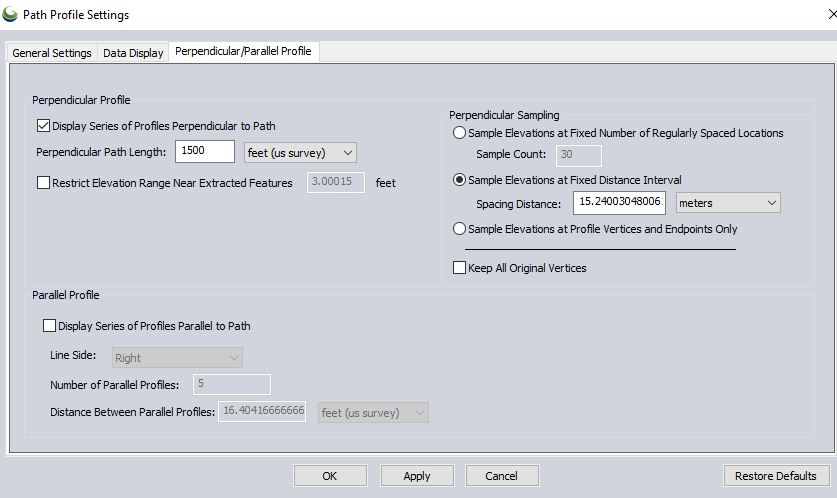 Path Profile Settings
General Settings Data Display Perpendicular/Parallel Profile
Perpendicular Profile
Display Series of Profiles Perpendicular to Path
Perpendicular Path Length: 1500 feet (us survey)
Restrict Elevation Range Near Extracted Features 3.00015 feet
Perpendicular Sampling
Sample Elevations at Fixed Number of Regularly Spaced Locations
Sample Count: 30
Sample Elevations at Fixed Distance Interval
Spacing Distance: 15.24003048006 meters
Sample Elevations at Profile Vertices and Endpoints Only
Keep All Original Vertices
Parallel Profile
Display Series of Profiles Parallel to Path
Line Side: Right
Number of Parallel Profiles: 5
Distance Between Parallel Profiles: 16.40416666666 feet (us survey)
OK Apply Cancel Restore Defaults